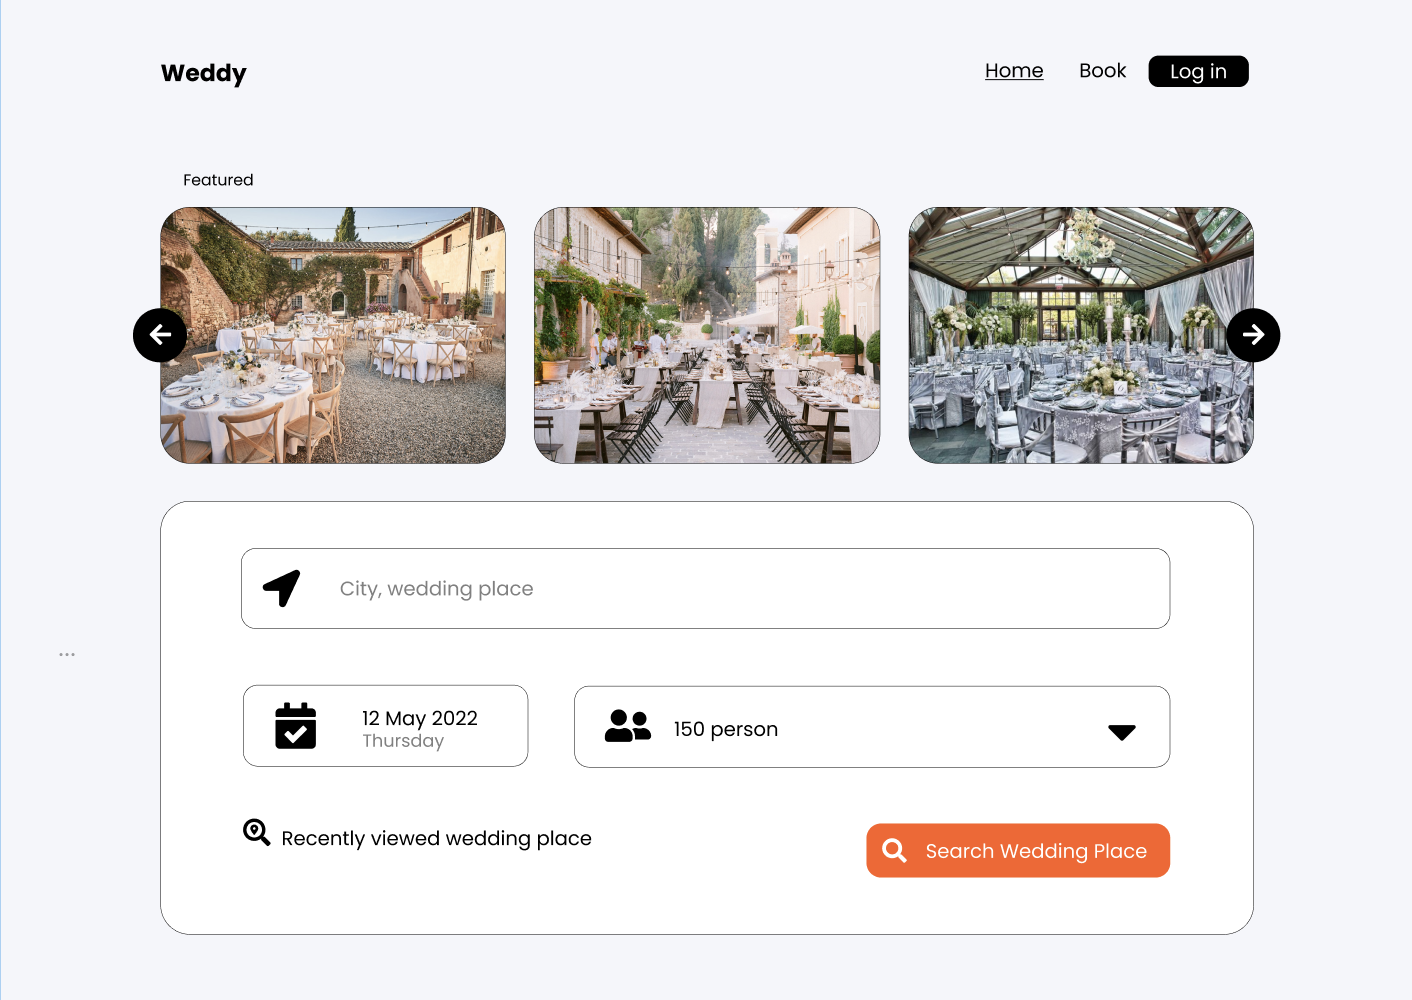 Weddy
Home
Book
Log in
Featured
City, wedding place
...
12 May 2022
Thursday
150 person
Recently viewed wedding place
Search Wedding Place